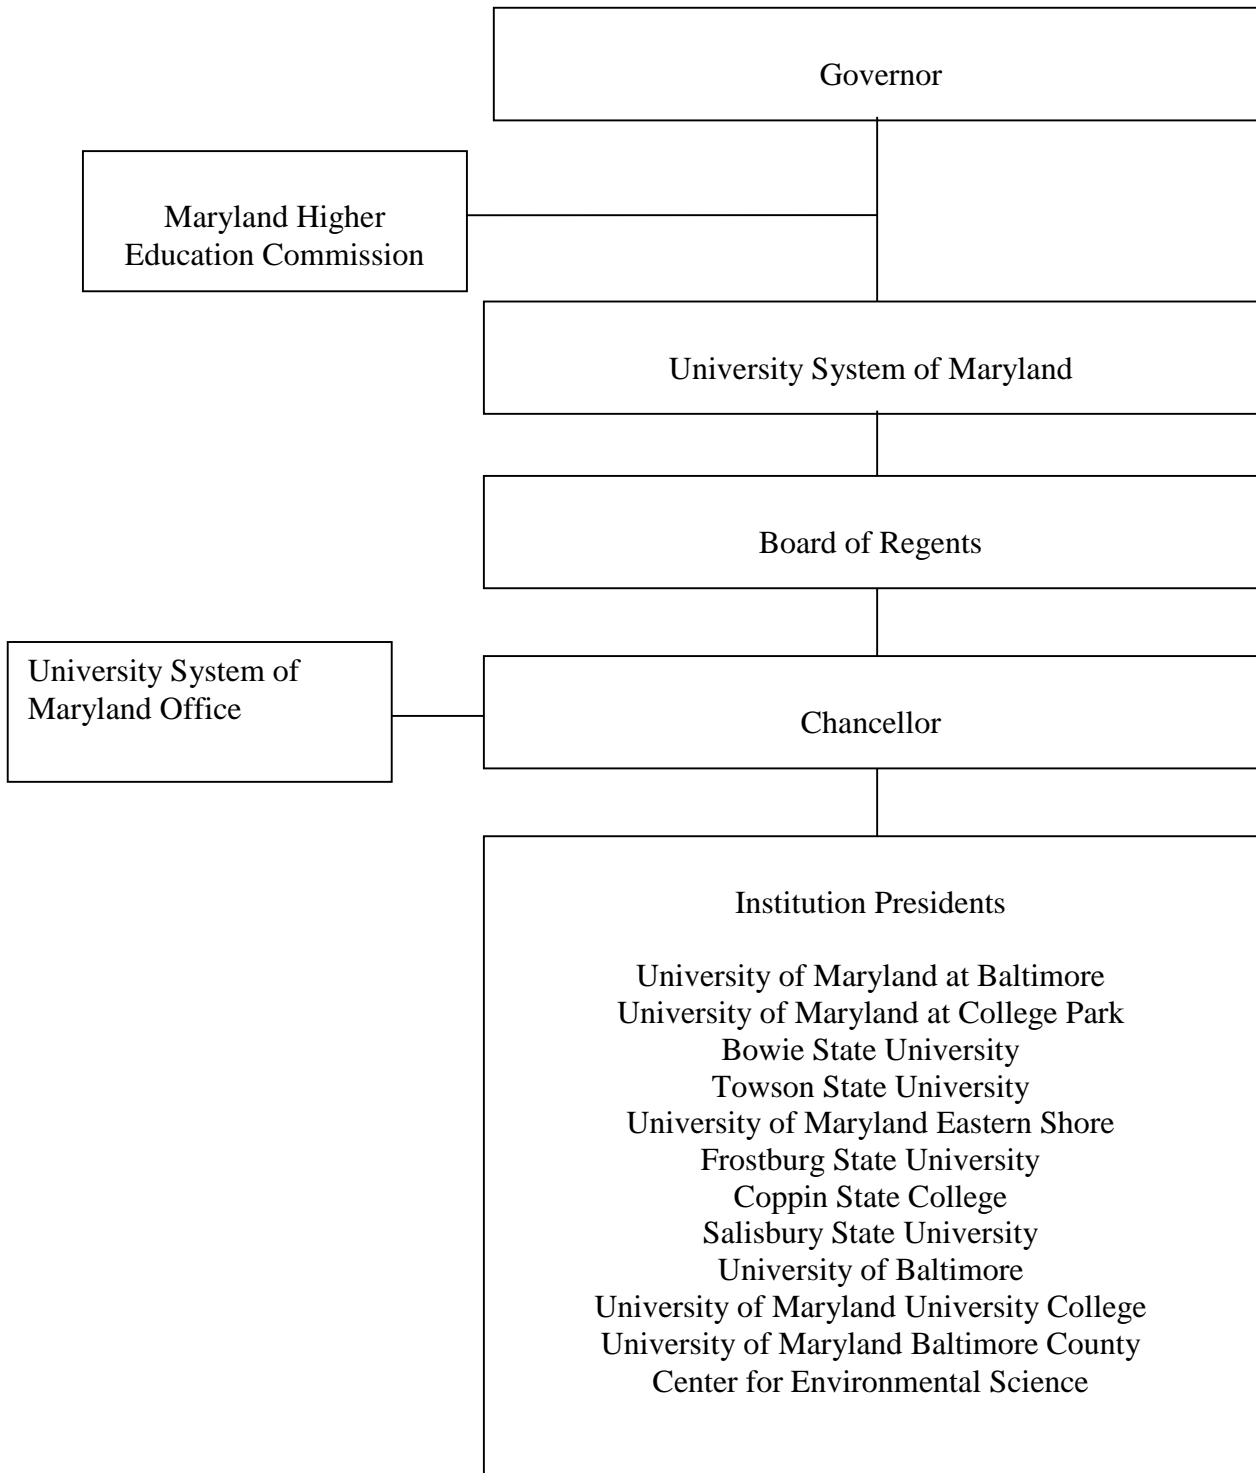 Governor
Maryland Higher
Education Commission
University System of Maryland
Board of Regents
University System of
Maryland Office
Chancellor
Institution Presidents
University of Maryland at Baltimore
University of Maryland at College Park
Bowie State University
Towson State University
University of Maryland Eastern Shore
Frostburg State University
Coppin State College
Salisbury State University
University of Baltimore
University of Maryland University College
University of Maryland Baltimore County
Center for Environmental Science